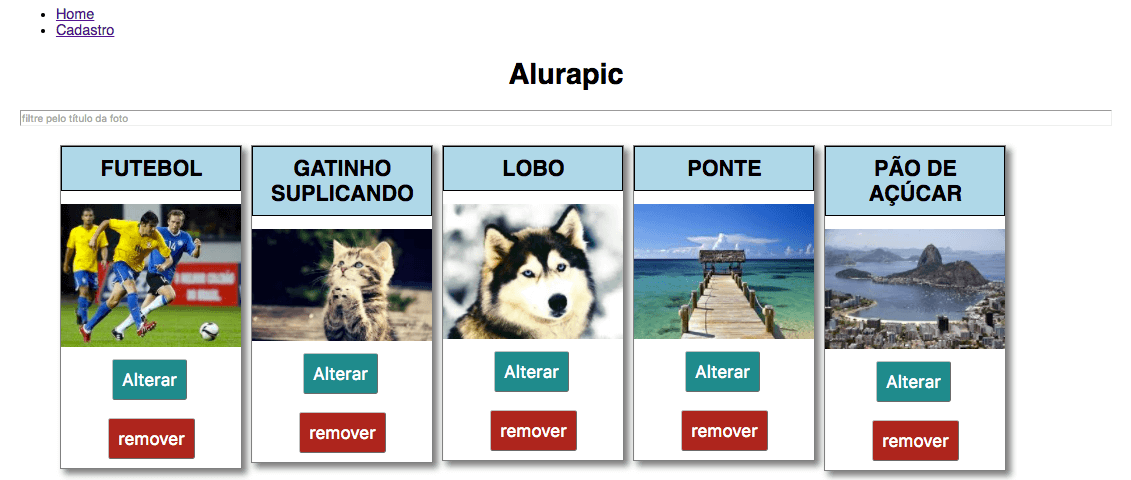 Home
Cadastro
Alurapic
filtre pelo título da foto
FUTEBOL
GATINHO
SUPLICANDO
LOBO
PONTE
PÃO DE
AÇÚCAR
Alterar
Alterar
Alterar
Alterar
Alterar
remover
remover
remover
remover
remover